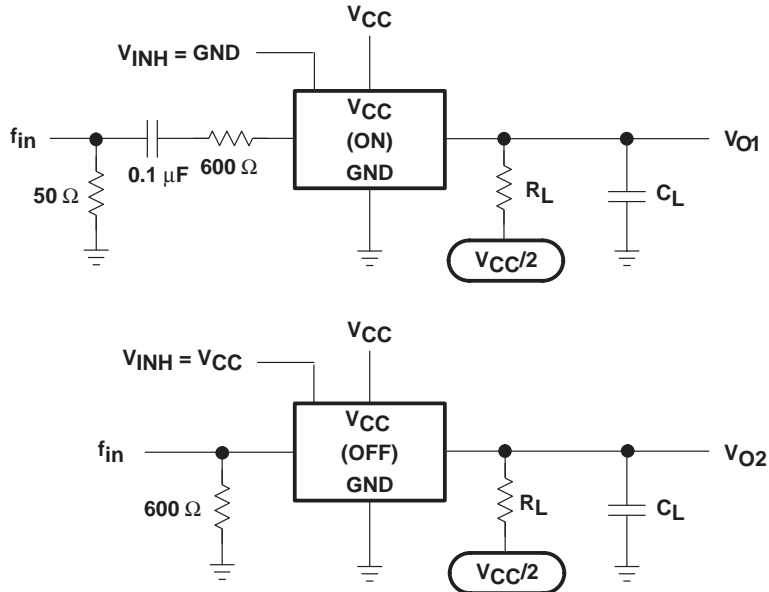 VCC
VINH = GND
VCC
(ON)
GND
fin
0.1 μF
600 Ω
50 Ω
RL
CL
VO1
VCC/2
VCC
VINH = VCC
VCC
(OFF)
GND
fin
600 Ω
RL
CL
VO2
VCC/2